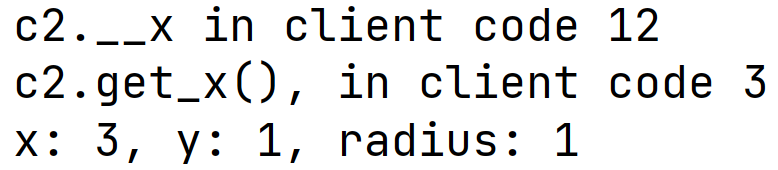 c2.__x in client code 12
c2.get_x(), in client code 3
x: 3, y: 1, radius: 1